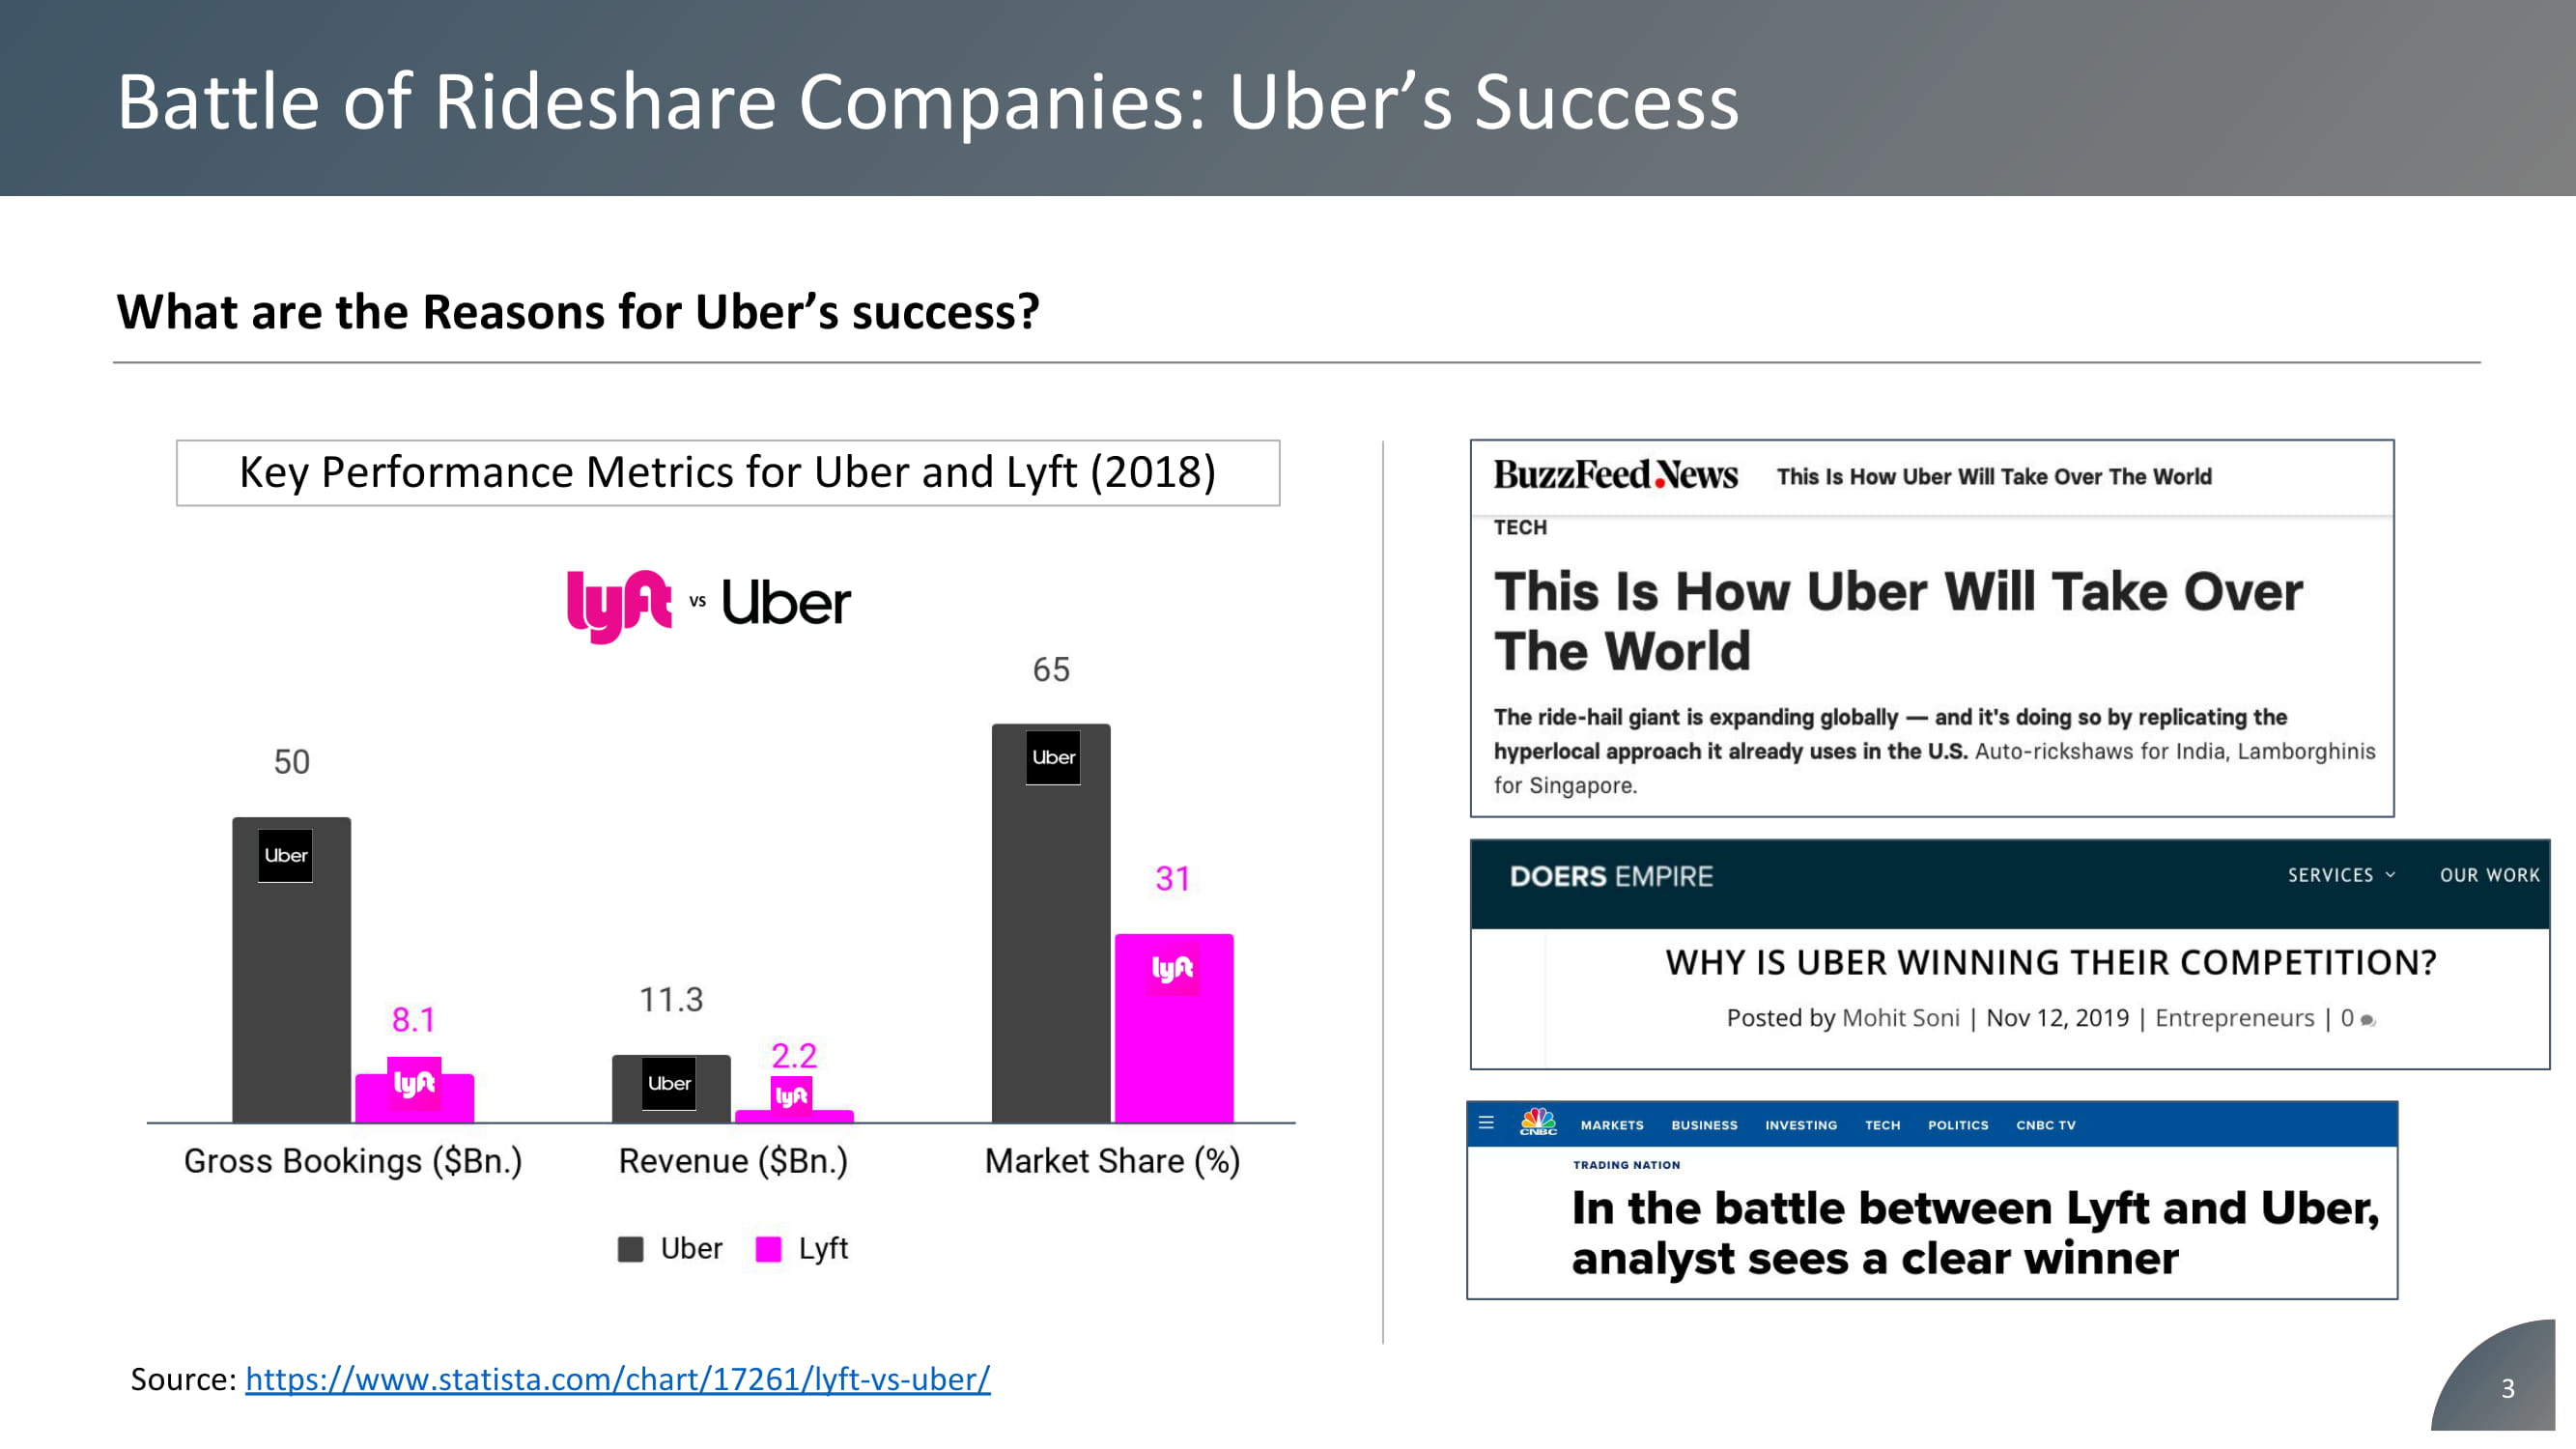 Battle of Rideshare Companies: Uber’s Success
What are the Reasons for Uber’s success?
Key Performance Metrics for Uber and Lyft (2018)
lyft vs Uber
65
50
Uber
31
Uber
lyft
11.3
8.1
2.2
lyft
Uber
lyft
Gross Bookings ($Bn.)
Revenue ($Bn.)
Market Share (%)
Uber
Lyft
Source: https://www.statista.com/chart/17261/lyft-vs-uber/
BuzzFeed News This Is How Uber Will Take Over The World
TECH
This Is How Uber Will Take Over
The World
The ride-hail giant is expanding globally — and it's doing so by replicating the
hyperlocal approach it already uses in the U.S. Auto-rickshaws for India, Lamborghinis
for Singapore.
DOERS EMPIRE
SERVICES
OUR WORK
WHY IS UBER WINNING THEIR COMPETITION?
Posted by Mohit Soni | Nov 12, 2019 | Entrepreneurs | 0
CNBC
MARKETS BUSINESS INVESTING TECH POLITICS CNBC TV
TRADING NATION
In the battle between Lyft and Uber,
analyst sees a clear winner
3